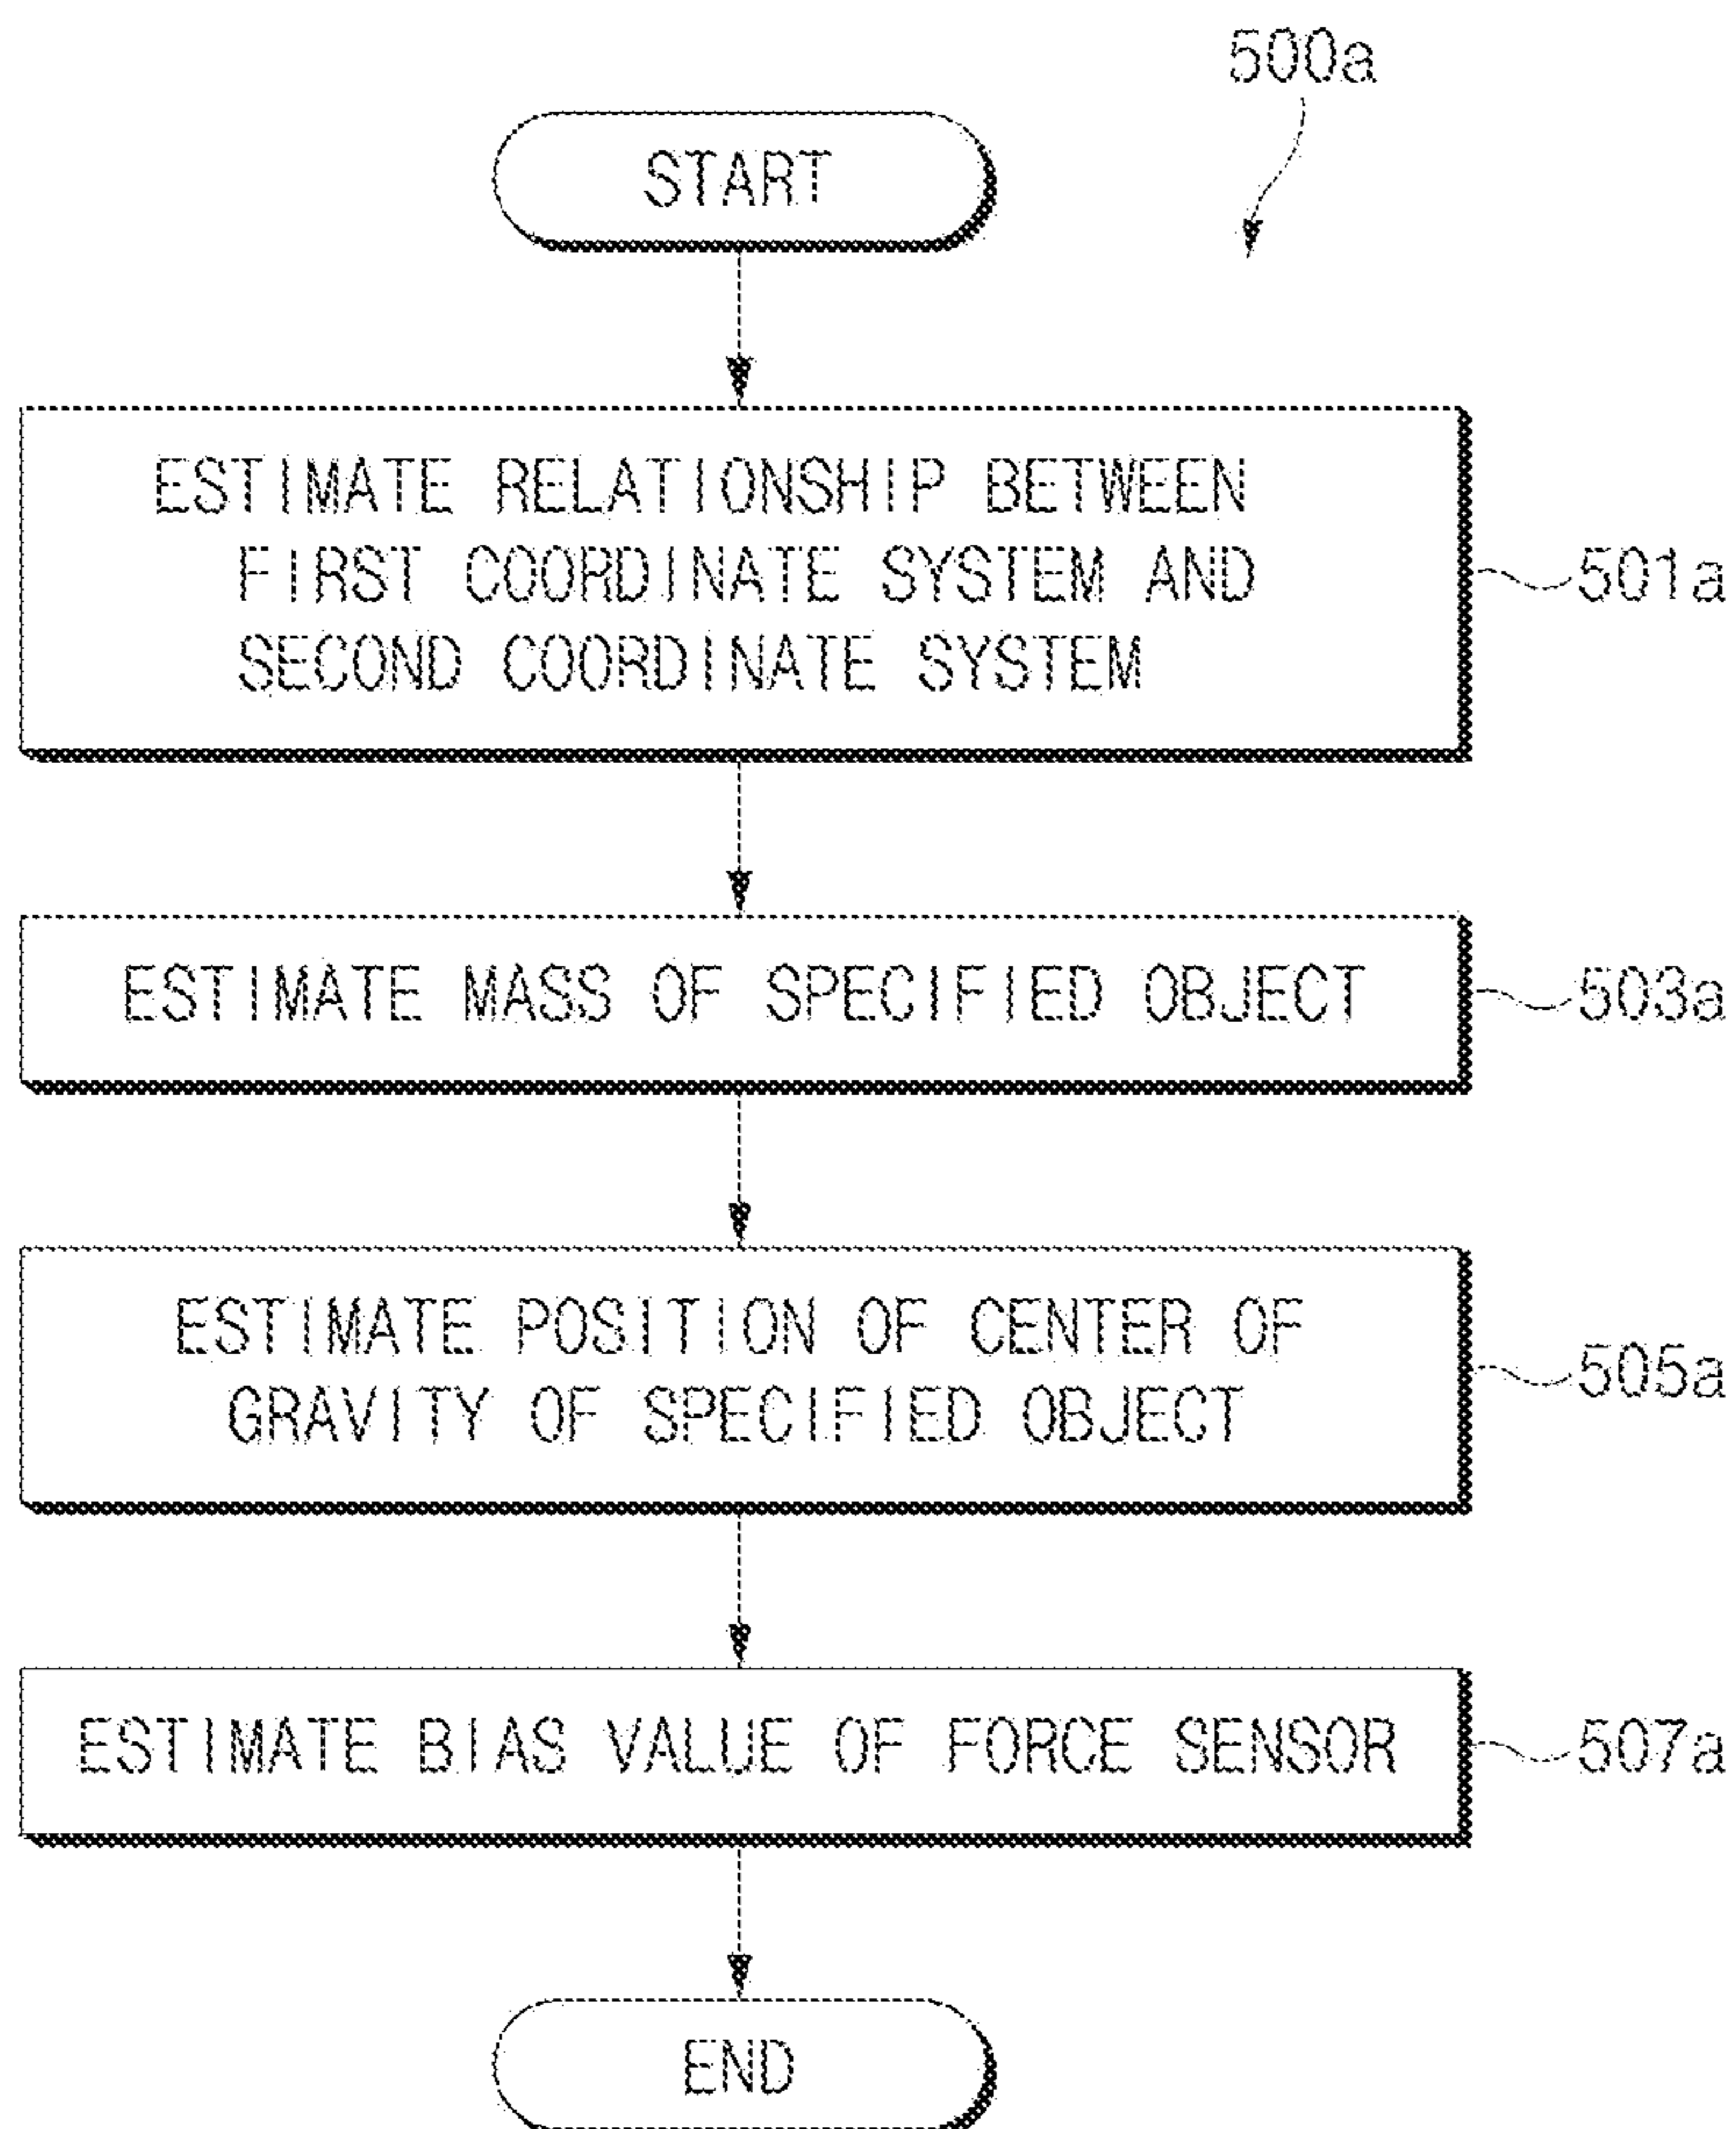 500a
START
ESTIMATE RELATIONSHIP BETWEEN
FIRST COORDINATE SYSTEM AND
SECOND COORDINATE SYSTEM
501a
ESTIMATE MASS OF SPECIFIED OBJECT
503a
ESTIMATE POSITION OF CENTER OF
GRAVITY OF SPECIFIED OBJECT
505a
ESTIMATE BIAS VALUE OF FORCE SENSOR
507a
END